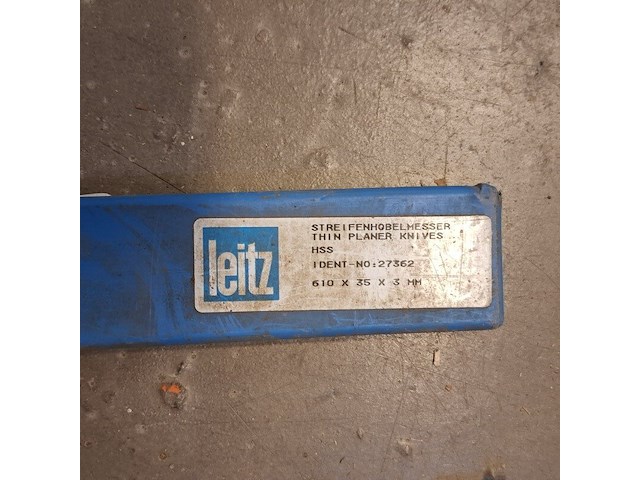 leitz
STREIFENHOBELMESSER
THIN PLANER KNIVES
HSS
IDENT-NO:27362
610 X 35 X 3 MM